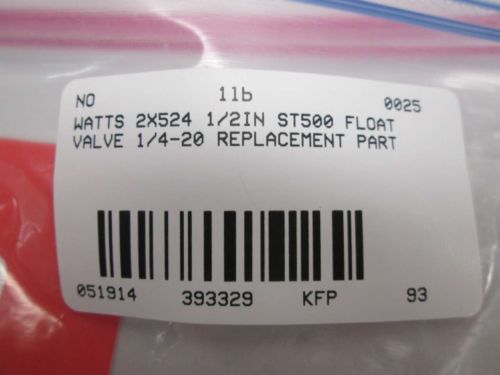 NO 1lb 0025
WATTS 2X524 1/2IN ST500 FLOAT
VALVE 1/4-20 REPLACEMENT PART
051914 393329 KFP 93